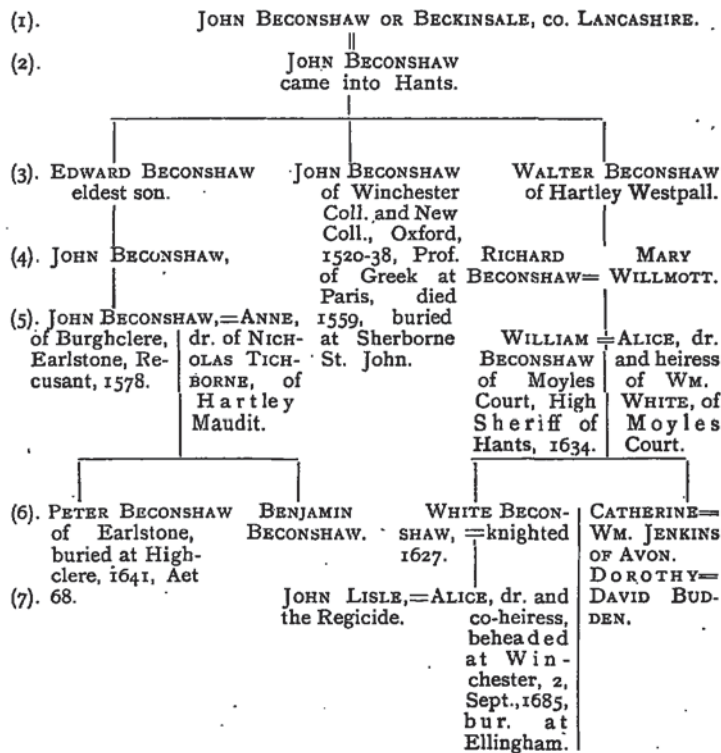 (1). JOHN BECONSHAW OR BECKINSALE, CO. LANCASHIRE.
(2). JOHN BECONSHAW
came into Hants.
(3). EDWARD BECONSHAW
eldest son.
JOHN BECONSHAW
of Winchester
Coll. and New
Coll., Oxford,
1520-38, Prof.
of Greek at
Paris, died
1559, buried
at Sherborne
St. John.
WALTER BECONSHAW
of Hartley Westpall.
(4). JOHN BECONSHAW,
RICHARD
BECONSHAW=
MARY
WILLMOTT.
(5). JOHN BECONSHAW,=
of Burghclere,
Earlstone, Re-
cusant, 1578.
ANNE,
dr. of NICH-
OLAS TICH-
BORNE, of
Hartley
Maudit.
WILLIAM =
BECONSHAW
of Moyles
Court, High
Sheriff of
Hants, 1634.
ALICE, dr.
and heiress
of WM.
WHITE, of
Moyles
Court.
(6). PETER BECONSHAW
of Earlstone,
buried at High-
clere, 1641, Aet
68.
BENJAMIN
BECONSHAW.
WHITE BECON-
SHAW, =knighted
1627.
CATHERINE=
WM. JENKINS
OF AVON.
DOROTHY=
DAVID BUD-
DEN.
(7).
JOHN LISLE,=
the Regicide.
ALICE, dr. and
co-heiress,
beheaded
at Win-
chester, 2,
Sept., 1685,
bur. at
Ellingham.